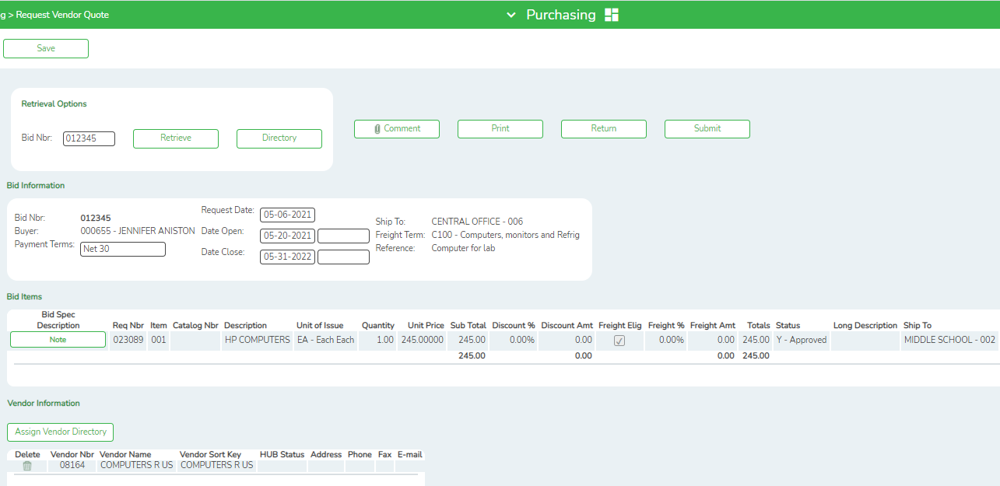 g > Request Vendor Quote
Purchasing
Save
Retrieval Options
Bid Nbr: 012345 Retrieve Directory
Comment Print Return Submit
Bid Information
Bid Nbr: 012345
Buyer: 000655 - JENNIFER ANISTON
Payment Terms: Net 30
Request Date: 05-06-2021
Date Open: 05-20-2021
Date Close: 05-31-2022
Ship To: CENTRAL OFFICE - 006
Freight Term: C100 - Computers, monitors and Refrig
Reference: Computer for lab
Bid Items
Bid Spec
Description Req Nbr Item Catalog Nbr Description Unit of Issue Quantity Unit Price Sub Total Discount % Discount Amt Freight Elig Freight % Freight Amt Totals Status Long Description Ship To
Note 023089 001 HP COMPUTERS EA - Each Each 1.00 245.00000 245.00 0.00% 0.00 0.00% 0.00 245.00 Y - Approved MIDDLE SCHOOL - 002
245.00 0.00 0.00 245.00
Vendor Information
Assign Vendor Directory
Delete Vendor Nbr Vendor Name Vendor Sort Key HUB Status Address Phone Fax E-mail
08164 COMPUTERS R US COMPUTERS R US